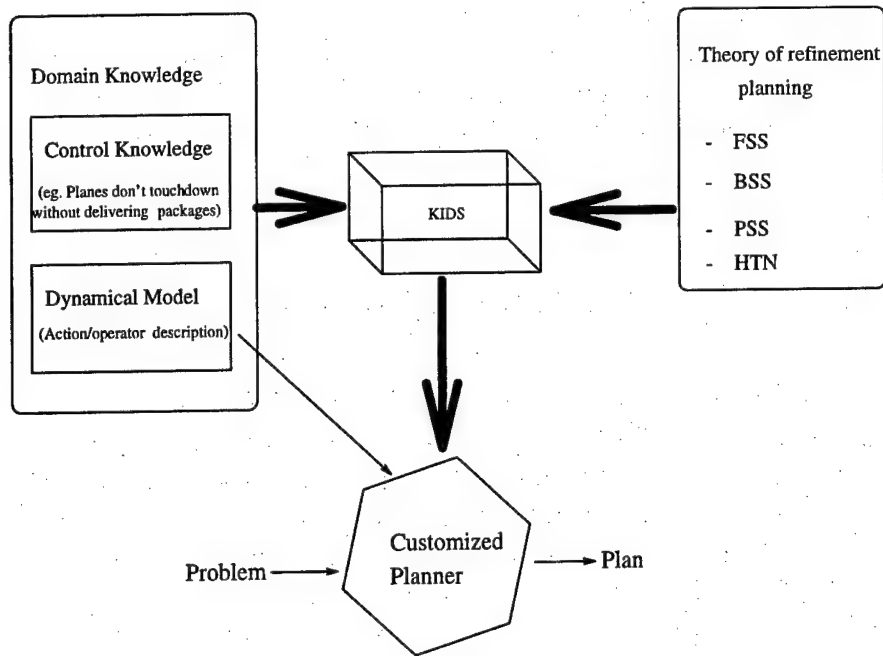 Domain Knowledge
Control Knowledge
(eg. Planes don't touchdown
without delivering packages)
Dynamical Model
(Action/operator description)
KIDS
Theory of refinement
planning
- FSS
- BSS
- PSS
- HTN
Problem
Customized
Planner
Plan